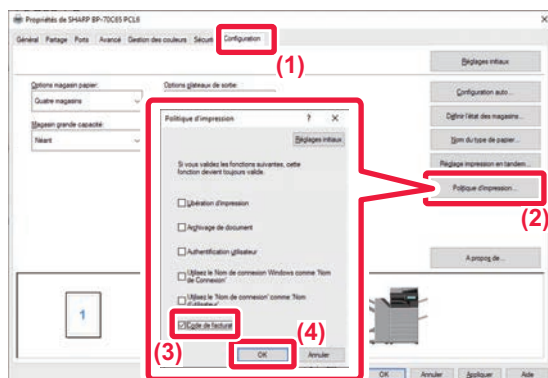 Propriétés de SHARP BP-70C65 PCL6
Général Partage Ports Avancé Gestion des couleurs Sécurité Configuration
(1)
Réglages initiaux
Options magasin papier: Options plateaux de sortie:
Quatre magasins
Configuration auto...
Magasin grande capacité:
Néant
Définir l'état des magasins...
Nom du type de papier...
Réglage impression en tandem...
Politique d'impression...
(2)
A propos de...
Politique d'impression ? ×
Réglages initiaux
Si vous validez les fonctions suivantes, cette
fonction devient toujours valide.
Libération d'impression
Archivage de document
Authentification utilisateur
Utilisez le 'Nom de connexion Windows comme 'Nom
de Connexion'
Utilisez le 'Nom de connexion' comme 'Nom
d'utilisateur'
Code de factura
(3)
(4)
OK Annuler
1
OK Annuler Appliquer Aide